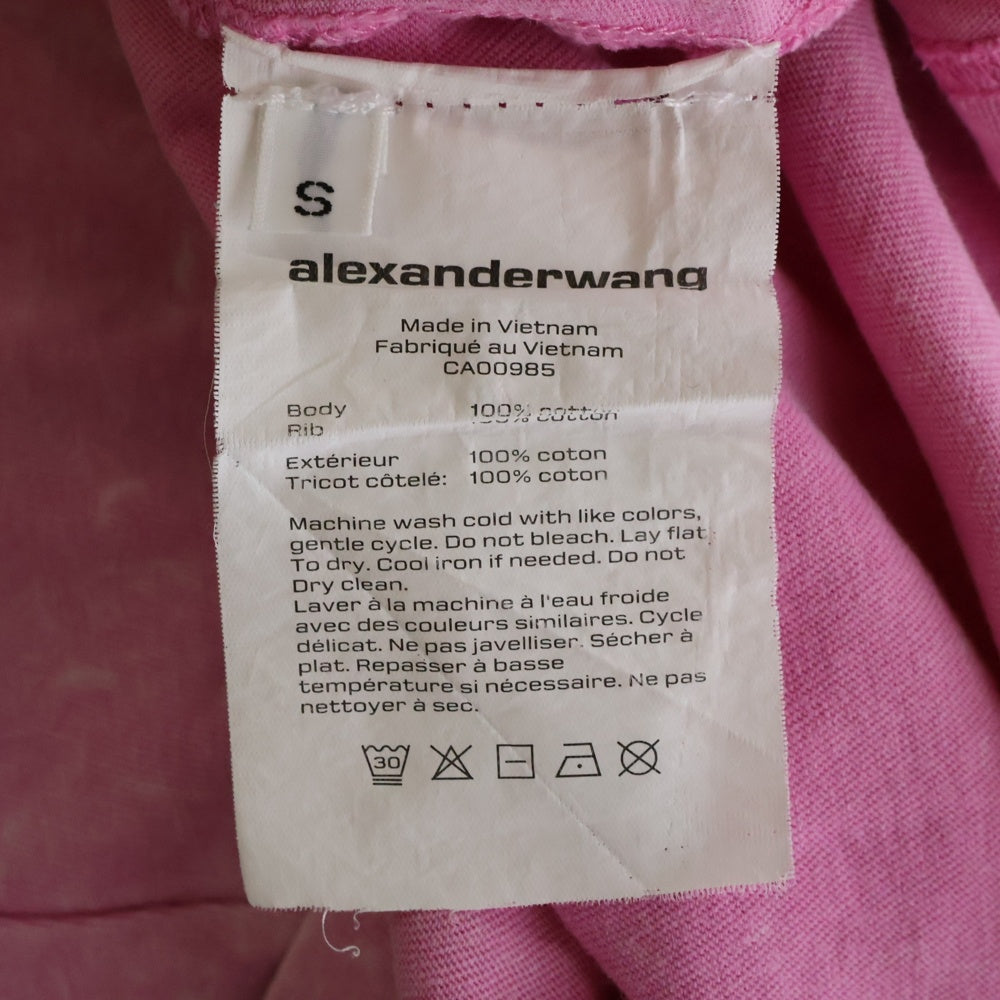 S
alexanderwang
Made in Vietnam
Fabriqué au Vietnam
CA00985
Body 100% cotton
Rib
Extérieur 100% coton
Tricot côtelé: 100% coton
Machine wash cold with like colors,
gentle cycle. Do not bleach. Lay flat
To dry. Cool iron if needed. Do not
Dry clean.
Laver à la machine à l'eau froide
avec des couleurs similaires. Cycle
délicat. Ne pas javelliser. Sécher à
plat. Repasser à basse
température si nécessaire. Ne pas
nettoyer à sec.
30